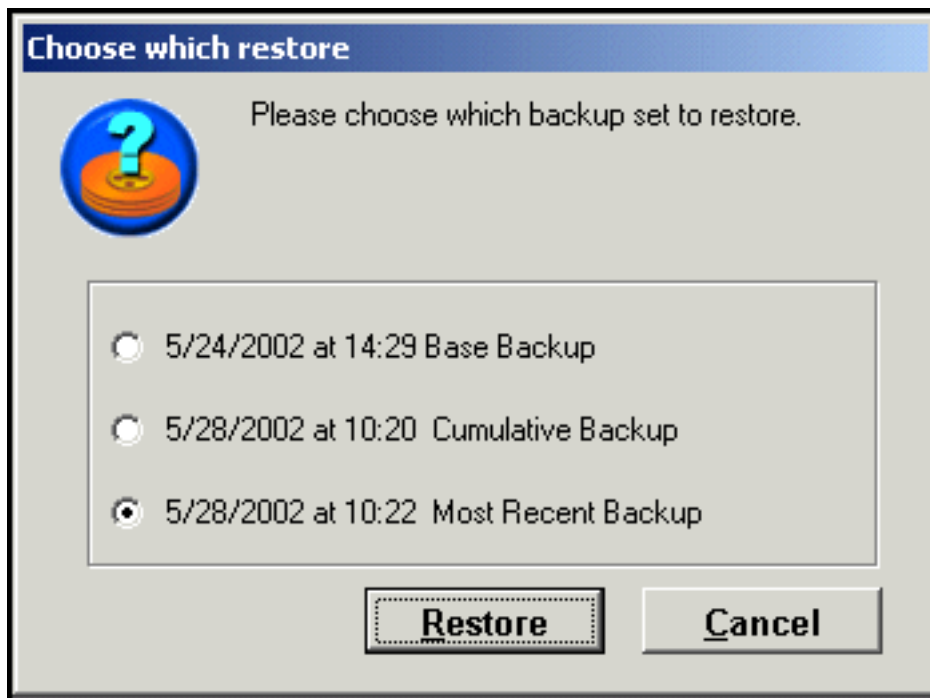 Choose which restore
?
Please choose which backup set to restore.
5/24/2002 at 14:29 Base Backup
5/28/2002 at 10:20  Cumulative Backup
5/28/2002 at 10:22  Most Recent Backup
Restore
Cancel